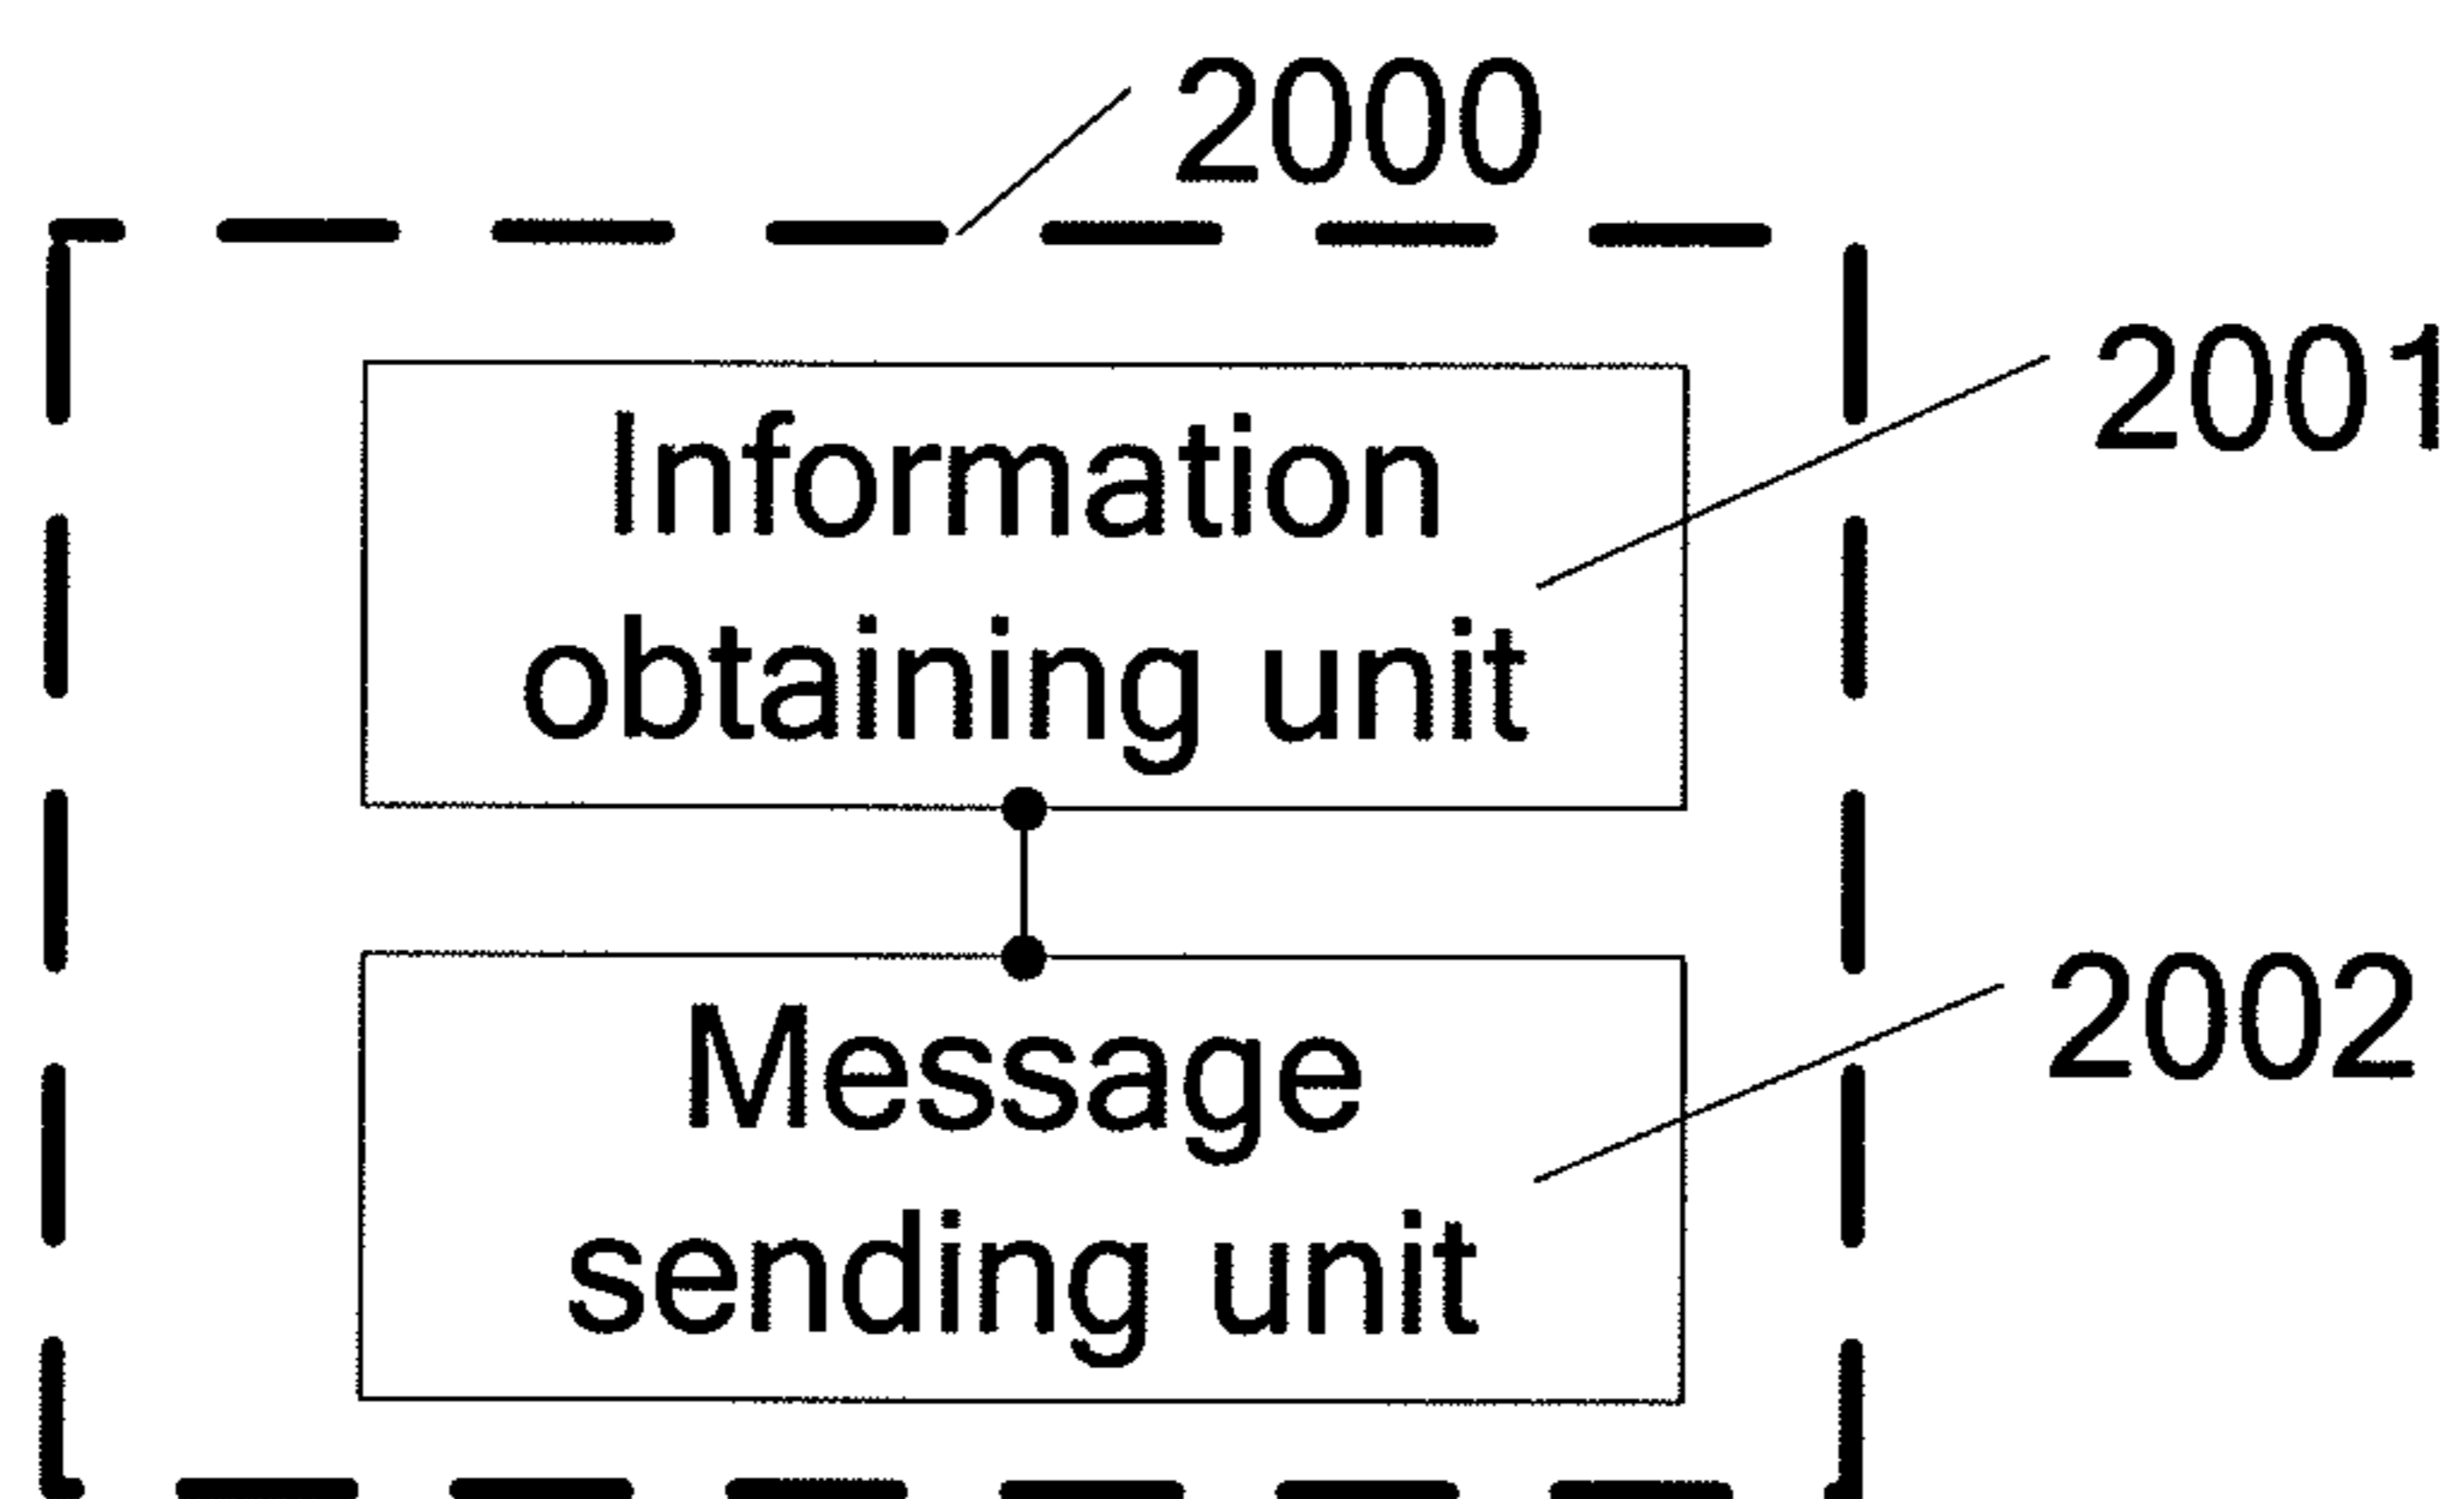 2000
2001
Information
obtaining unit
2002
Message
sending unit